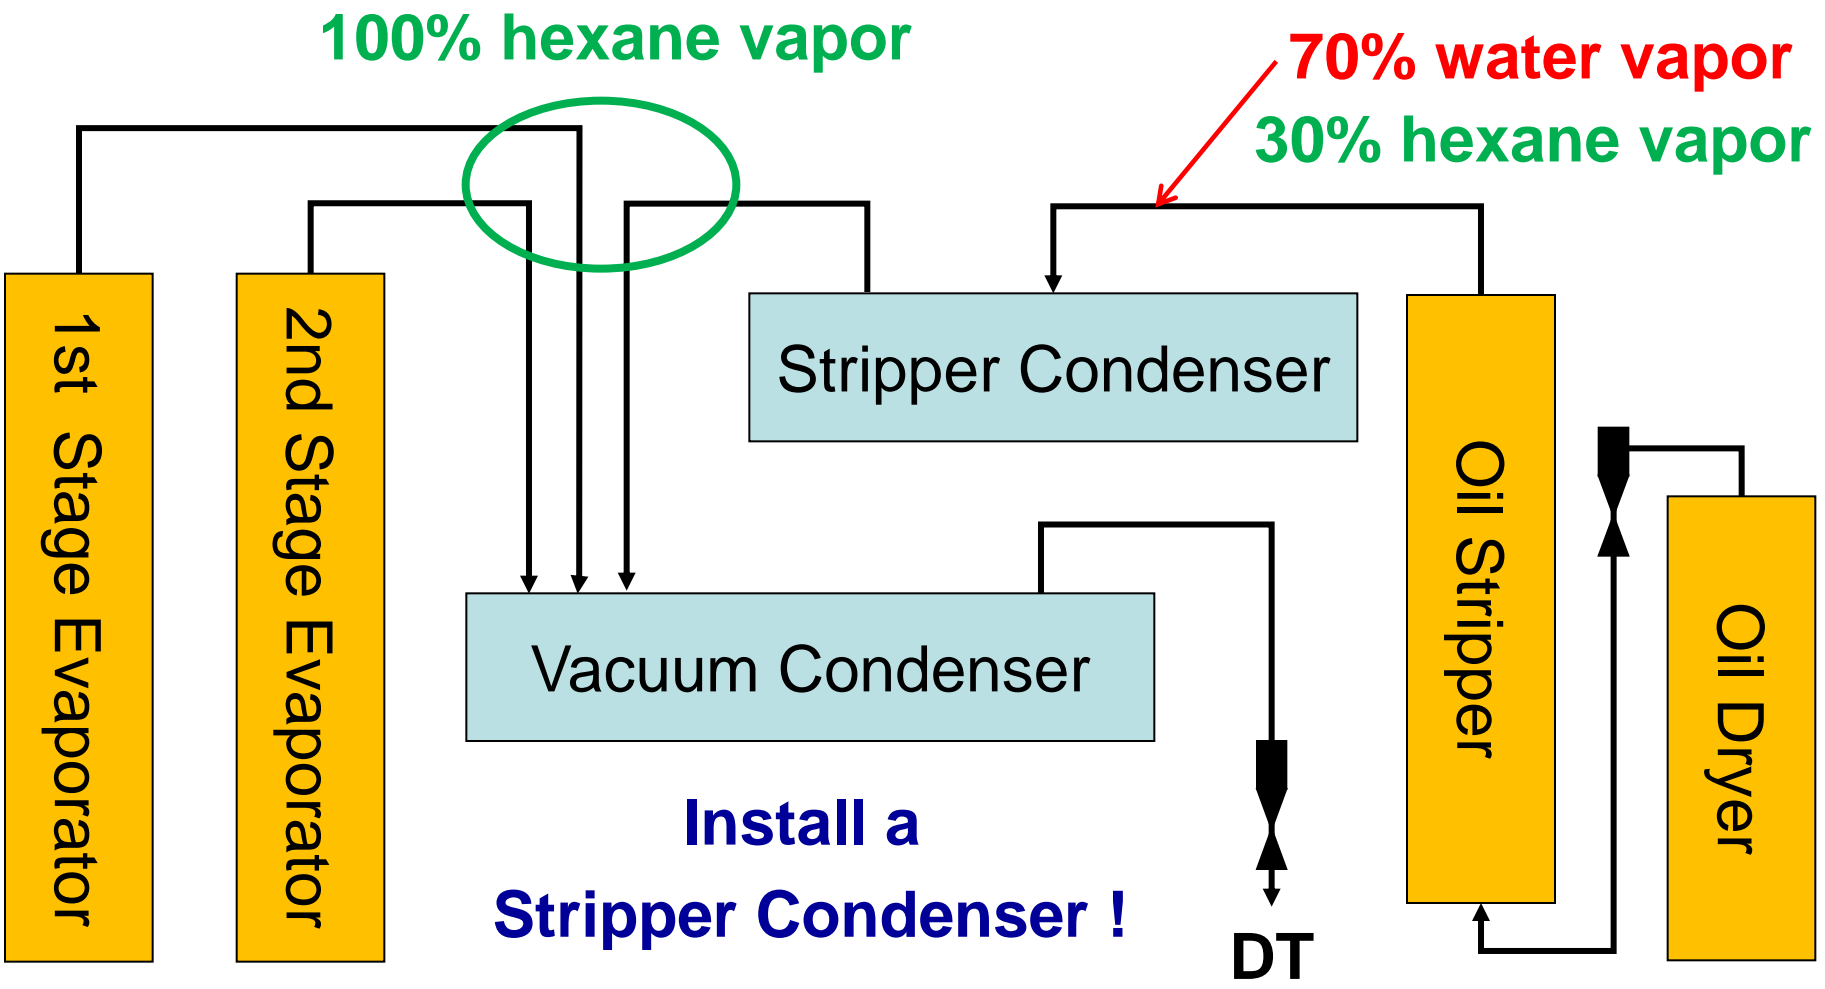 100% hexane vapor
70% water vapor
30% hexane vapor
1st Stage Evaporator
2nd Stage Evaporator
Stripper Condenser
Oil Stripper
Oil Dryer
Vacuum Condenser
Install a
Stripper Condenser !
DT